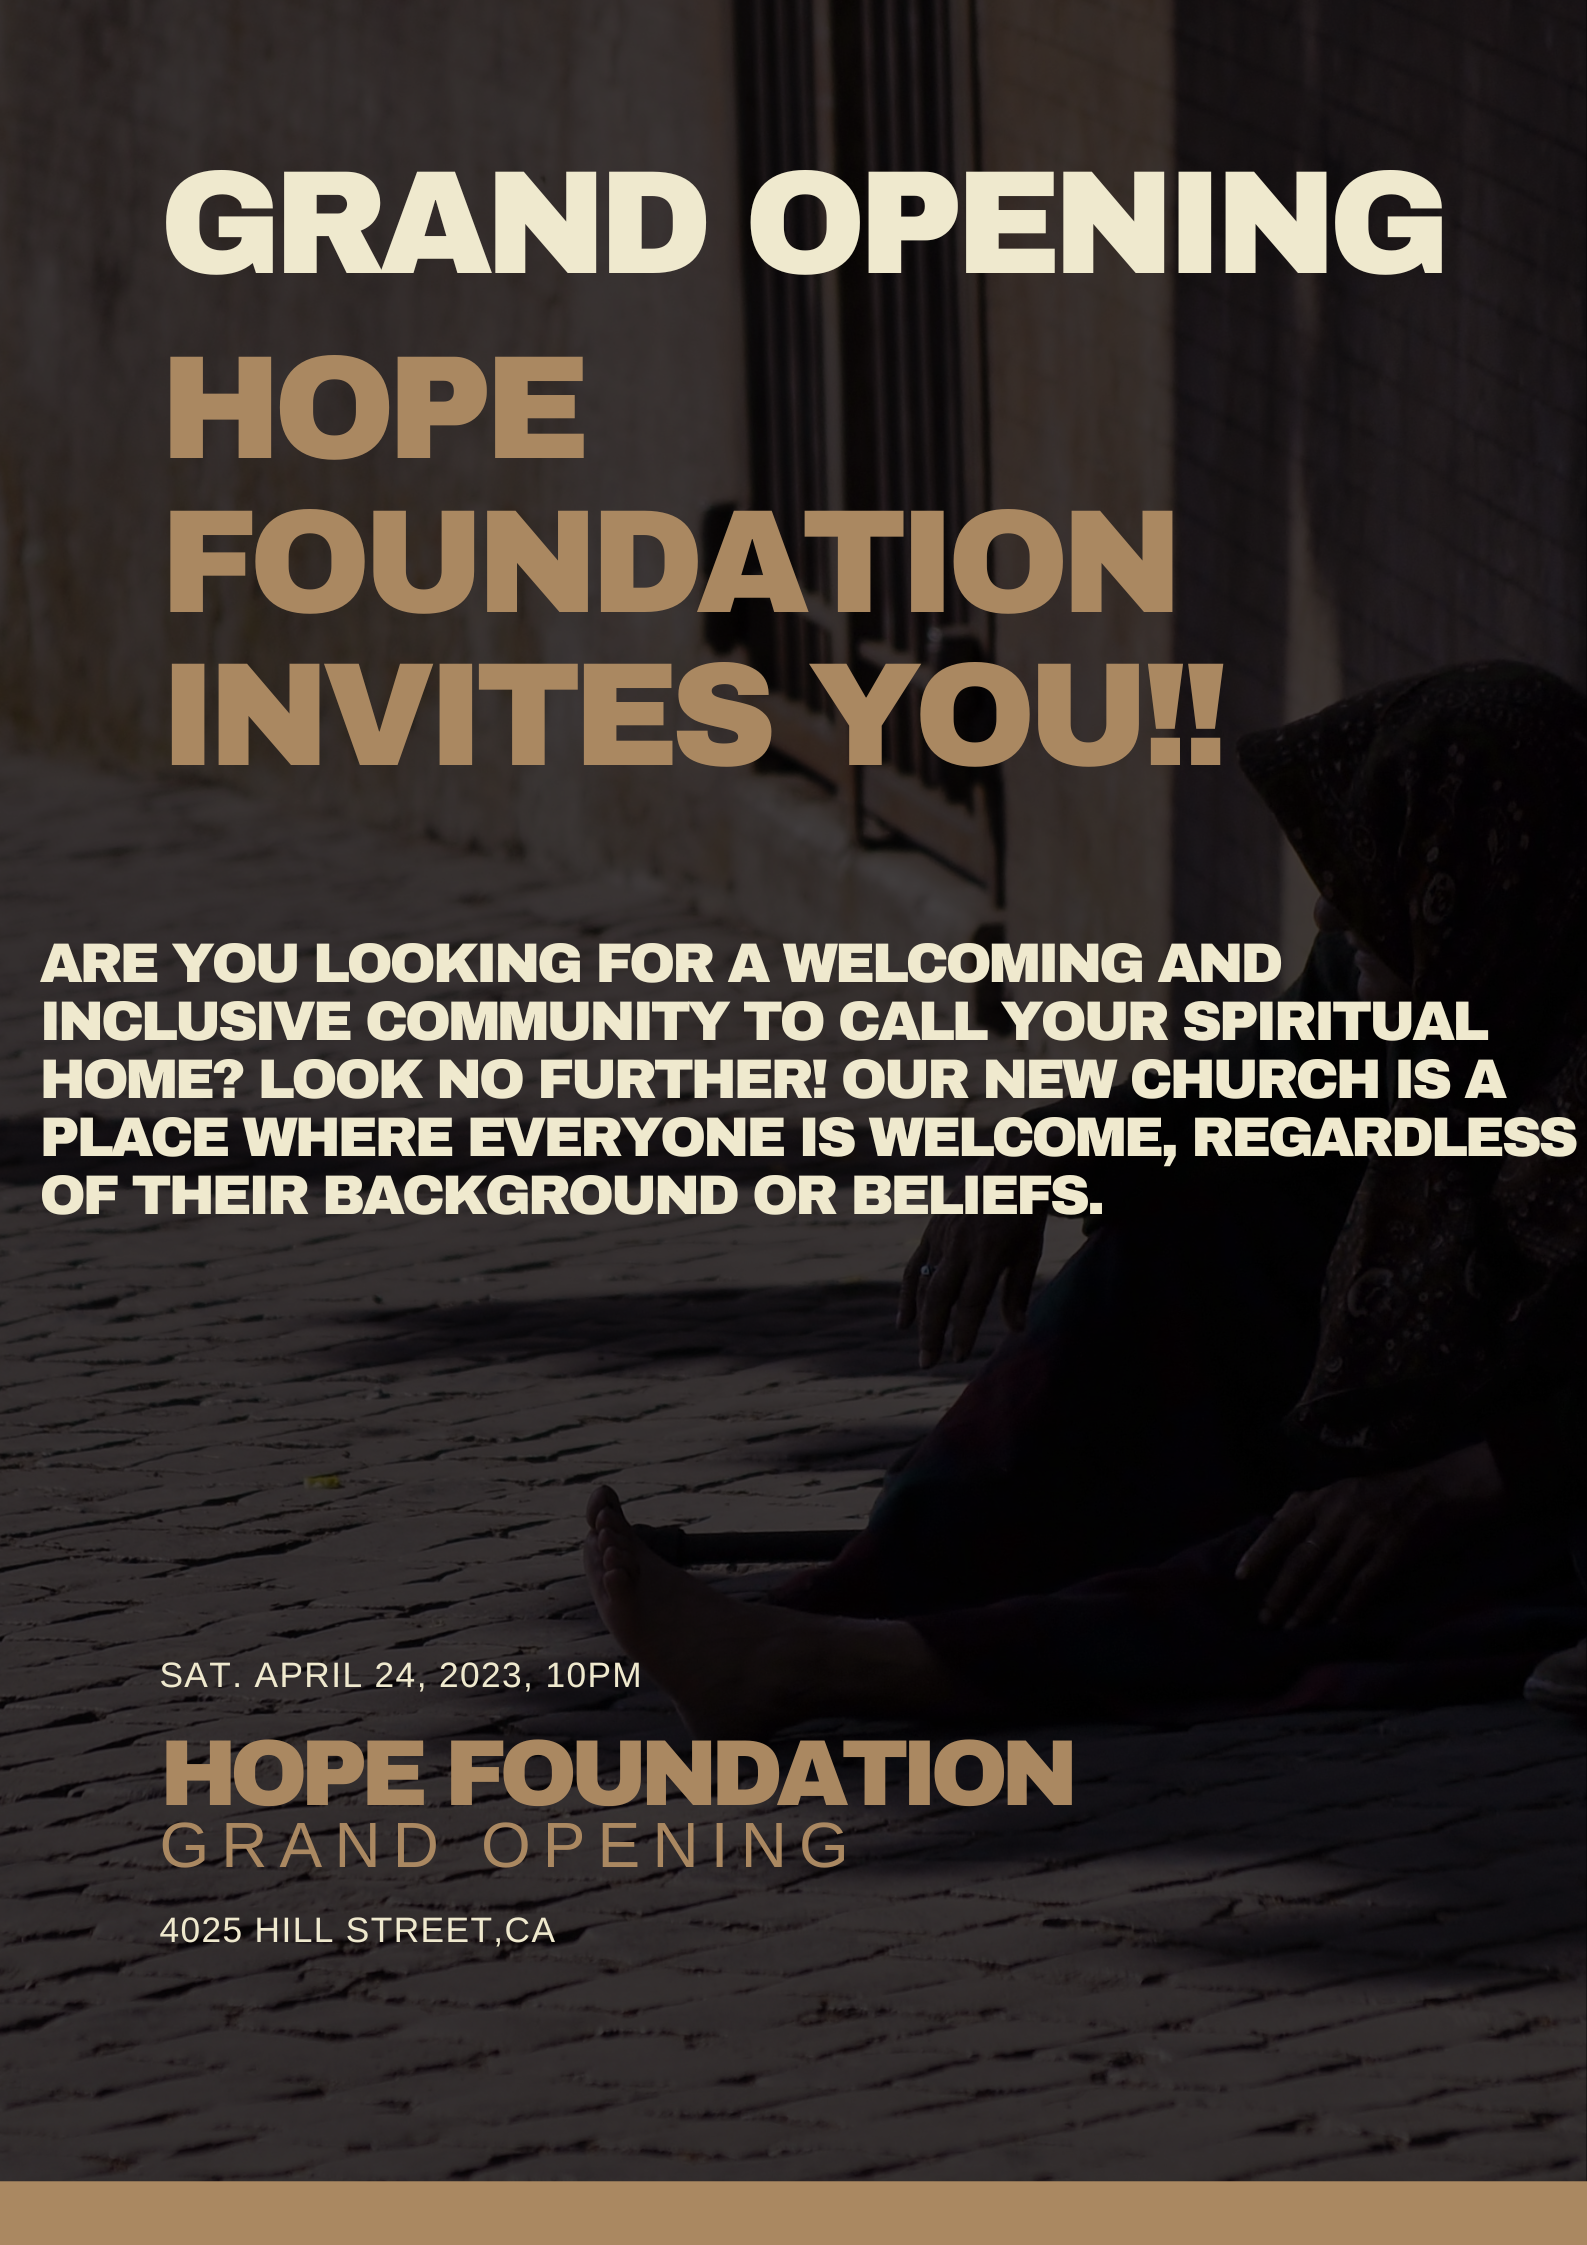 GRAND OPENING
HOPE
FOUNDATION
INVITES YOU!!
ARE YOU LOOKING FOR A WELCOMING AND
INCLUSIVE COMMUNITY TO CALL YOUR SPIRITUAL
HOME? LOOK NO FURTHER! OUR NEW CHURCH IS A
PLACE WHERE EVERYONE IS WELCOME, REGARDLESS
OF THEIR BACKGROUND OR BELIEFS.
SAT. APRIL 24, 2023, 10PM
HOPE FOUNDATION
GRAND OPENING
4025 HILL STREET,CA